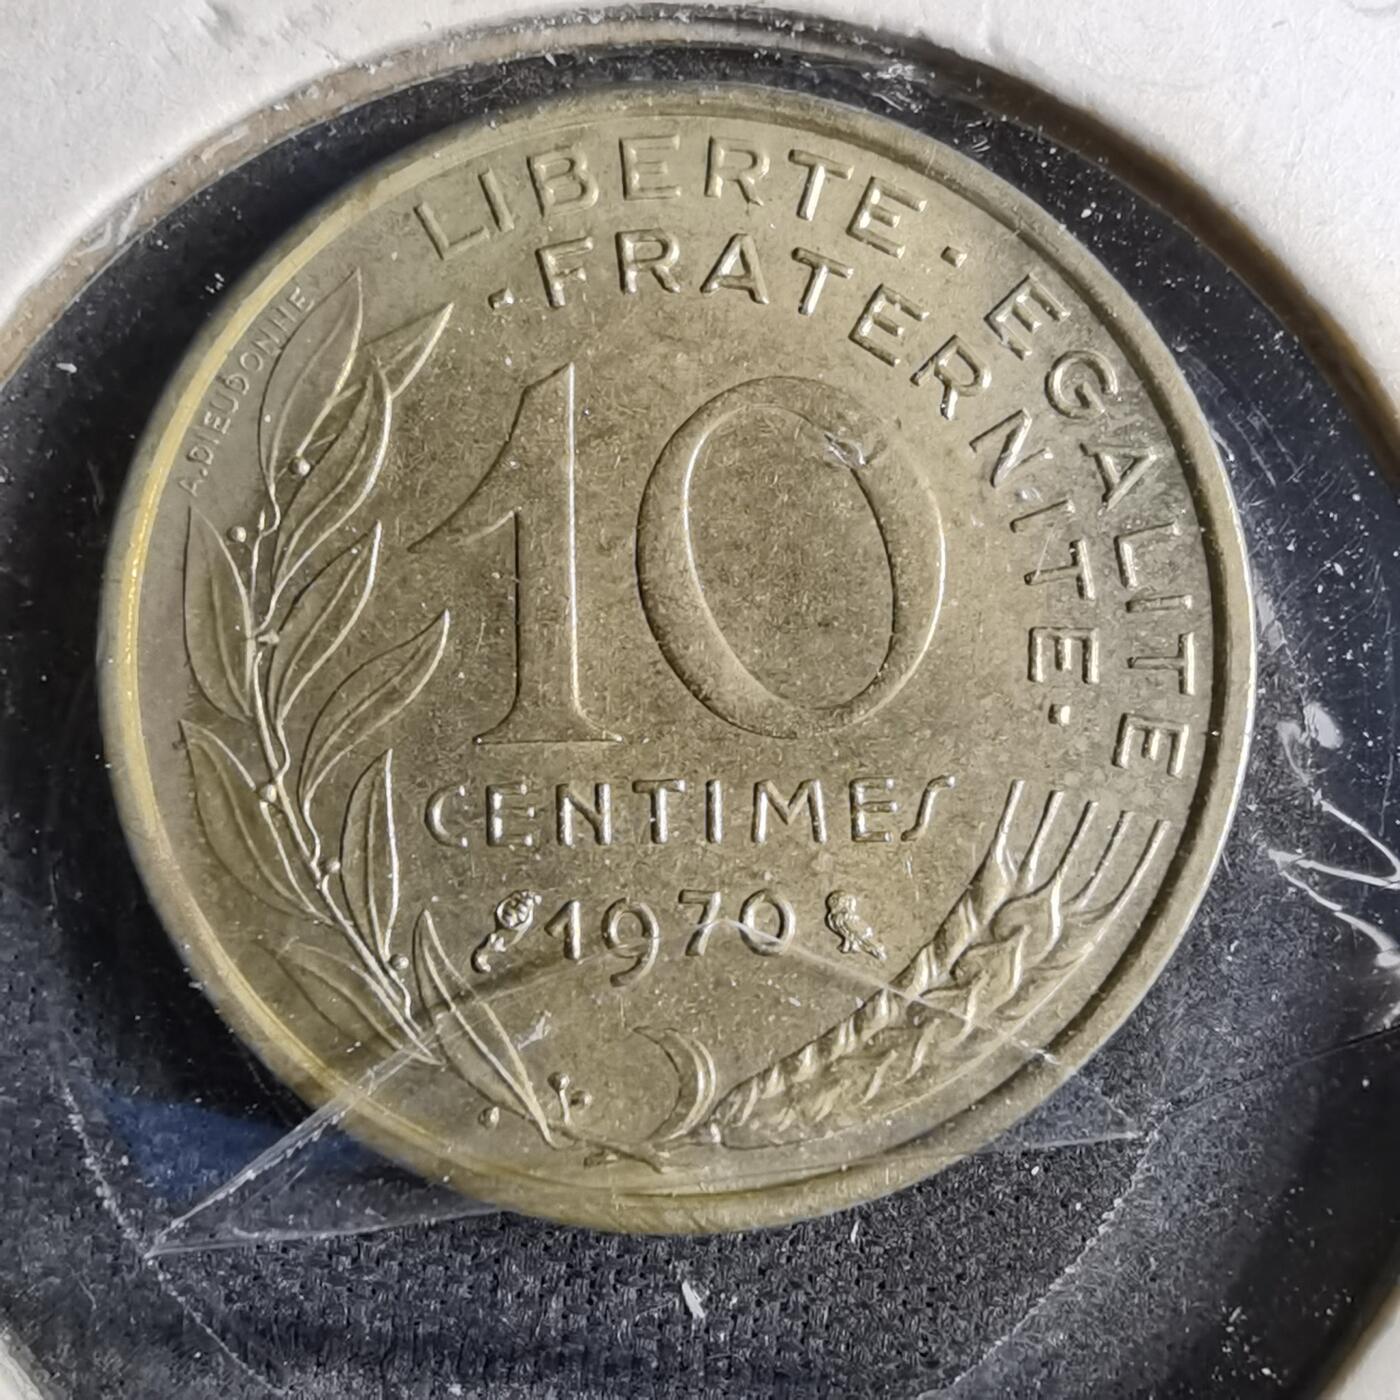 LIBERTE · EGALITE
· FRATERNITE ·
A.DIEUDONNE
10
CENTIMES
1970